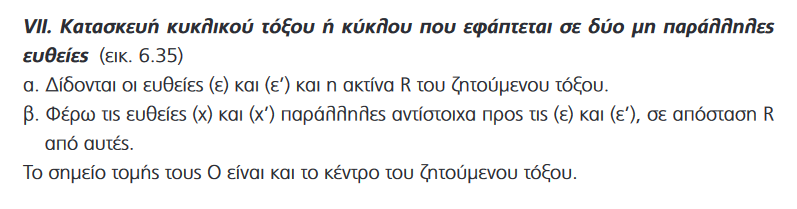 VII. Κατασκευή κυκλικού τόξου ή κύκλου που εφάπτεται σε δύο μη παράλληλες
ευθείες (εικ. 6.35)
α. Δίδονται οι ευθείες (ε) και (ε’) και η ακτίνα R του ζητούμενου τόξου.
β. Φέρω τις ευθείες (x) και (x’) παράλληλες αντίστοιχα προς τις (ε) και (ε’), σε απόσταση R
από αυτές.
Το σημείο τομής τους Ο είναι και το κέντρο του ζητούμενου τόξου.